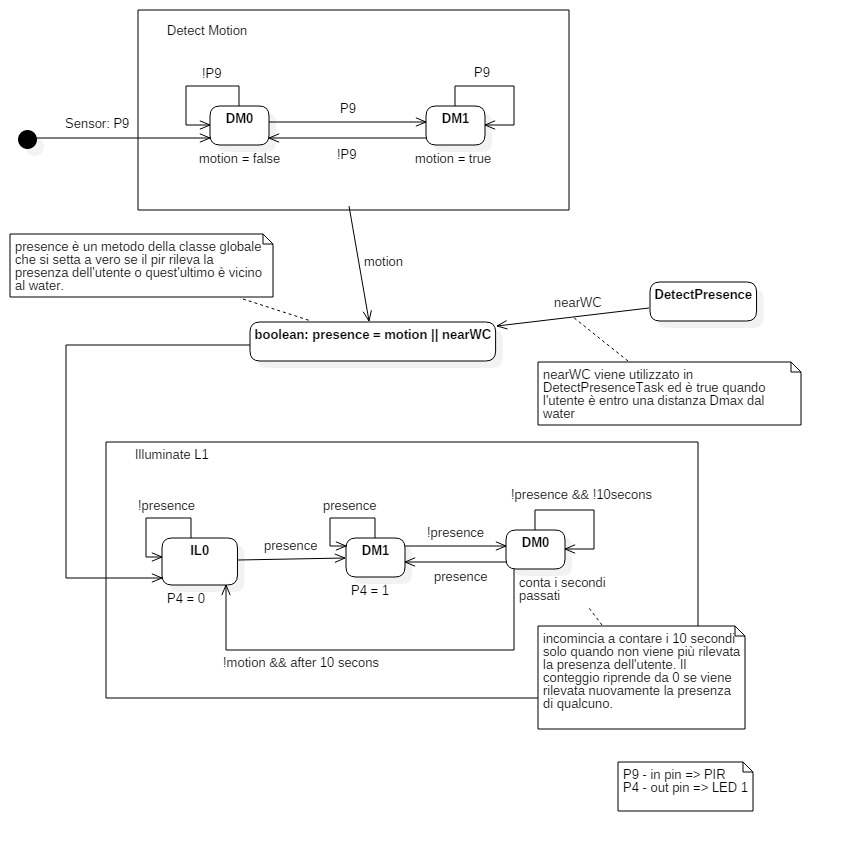 Detect Motion
!P9
P9
DM0
P9
DM1
Sensor: P9
motion = false
!P9
motion = true
presence è un metodo della classe globale
che si setta a vero se il pir rileva la
presenza dell'utente o quest'ultimo è vicino
al water.
motion
nearWC
DetectPresence
boolean: presence = motion || nearWC
nearWC viene utilizzato in
DetectPresenceTask ed è true quando
l'utente è entro una distanza Dmax dal
water
Illuminate L1
!presence
presence
!presence && !10secons
IL0
presence
DM1
!presence
DM0
presence
P4 = 0
P4 = 1
conta i secondi
passati
!motion && after 10 secons
incomincia a contare i 10 secondi
solo quando non viene più rilevata
la presenza dell'utente. Il
conteggio riprende da 0 se viene
rilevata nuovamente la presenza
di qualcuno.
P9 - in pin => PIR
P4 - out pin => LED 1